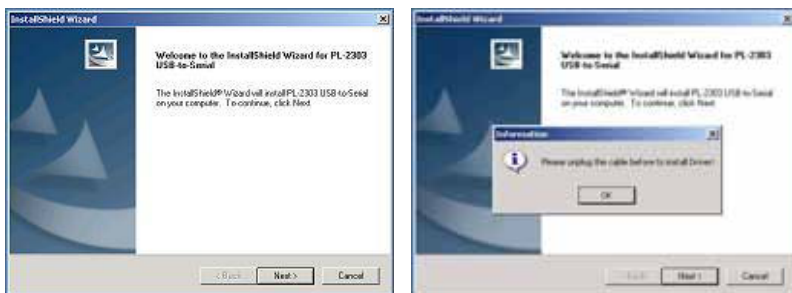 InstallShield Wizard
Welcome to the InstallShield Wizard for PL-2303
USB-to-Serial
The InstallShield® Wizard will install PL-2303 USB-to-Serial
on your computer. To continue, click Next.
< Back
Next >
Cancel
InstallShield Wizard
Welcome to the InstallShield Wizard for PL-2303
USB-to-Serial
The InstallShield® Wizard will install PL-2303 USB-to-Serial
on your computer. To continue, click Next.
Information
Please unplug the cable before to install Driver!
OK
< Back
Next >
Cancel